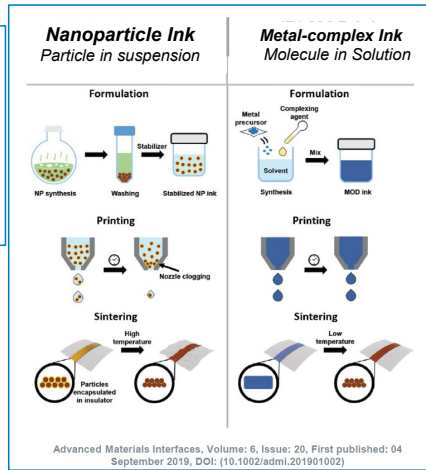 Nanoparticle Ink
Particle in suspension
Formulation
Stabilizer
NP synthesis
Washing
Stabilized NP ink
Printing
Nozzle clogging
Sintering
High
temperature
Particles
encapsulated
in insulator
Metal-complex Ink
Molecule in Solution
Formulation
Metal
precursor
Complexing
agent
Solvent
Mix
Synthesis
MOD ink
Printing
Sintering
Low
temperature
Advanced Materials Interfaces, Volume: 6, Issue: 20, First published: 04
September 2019, DOI: (10.1002/admi.201901002)